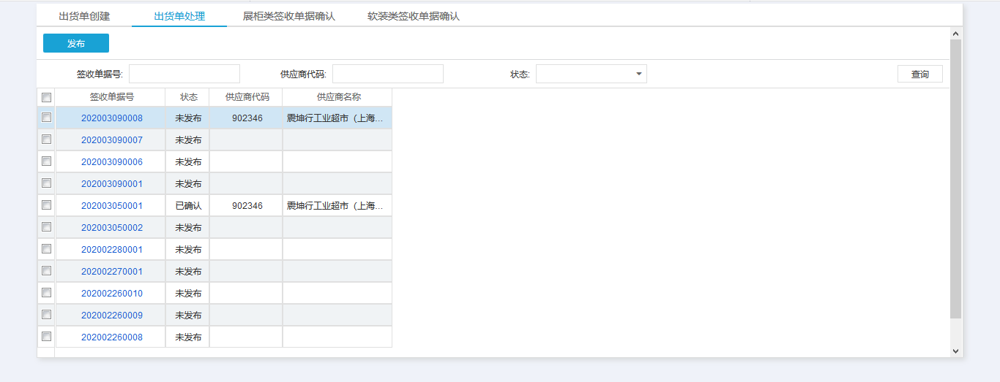 出货单创建 出货单处理 展柜类签收单据确认 软装类签收单据确认
发布
签收单据号: 供应商代码: 状态: 查询
签收单据号 状态 供应商代码 供应商名称
202003090008 未发布 902346 震坤行工业超市（上海...
202003090007 未发布
202003090006 未发布
202003090001 未发布
202003050001 已确认 902346 震坤行工业超市（上海...
202003050002 未发布
202002280001 未发布
202002270001 未发布
202002260010 未发布
202002260009 未发布
202002260008 未发布